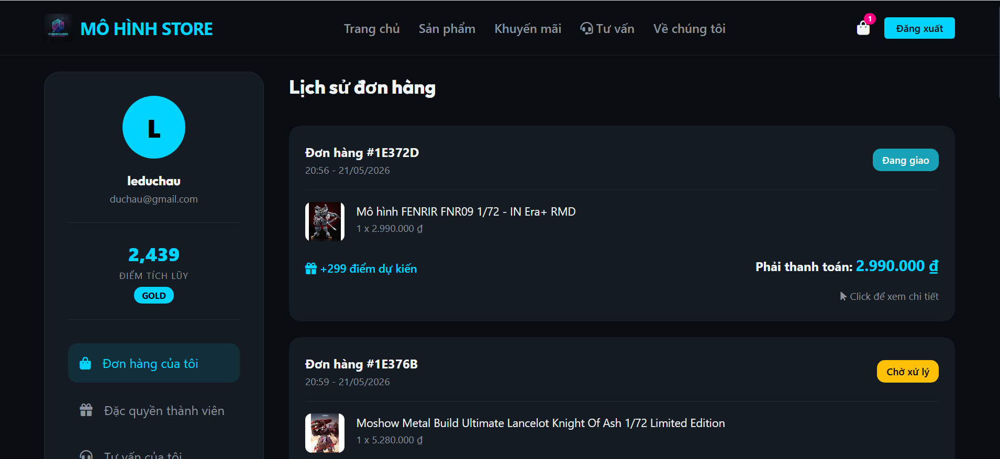 CYBERFIGURES
MÔ HÌNH STORE
Trang chủ
Sản phẩm
Khuyến mãi
Tư vấn
Về chúng tôi
1
Đăng xuất
L
leduchau
duchau@gmail.com
2,439
ĐIỂM TÍCH LŨY
GOLD
Đơn hàng của tôi
Đặc quyền thành viên
Tư vấn của tôi
Lịch sử đơn hàng
Đơn hàng #1E372D
20:56 - 21/05/2026
Đang giao
Mô hình FENRIR FNR09 1/72 - IN Era+ RMD
1 x 2.990.000 ₫
+299 điểm dự kiến
Phải thanh toán: 2.990.000 ₫
Click để xem chi tiết
Đơn hàng #1E376B
20:59 - 21/05/2026
Chờ xử lý
Moshow Metal Build Ultimate Lancelot Knight Of Ash 1/72 Limited Edition
1 x 5.280.000 ₫